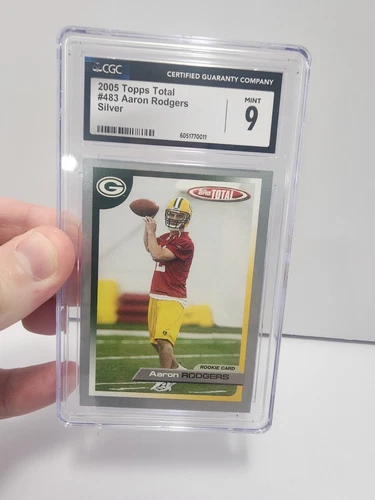 CGC
CERTIFIED GUARANTY COMPANY
2005 Topps Total
#483 Aaron Rodgers
Silver
MINT
9
6051770011
G
topps TOTAL
2
ROOKIE CARD
Aaron RODGERS